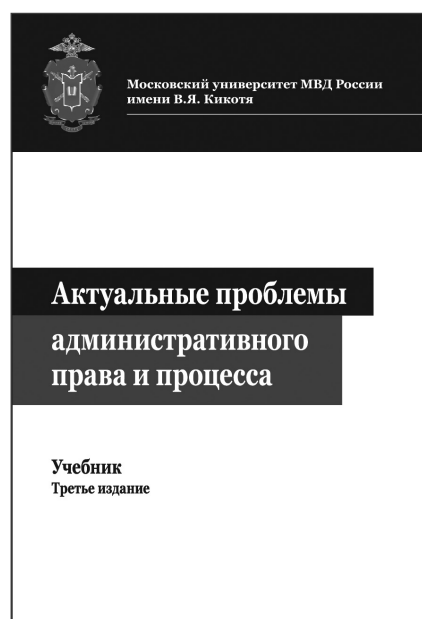 Московский университет МВД России
имени В.Я. Кикотя
Актуальные проблемы
административного
права и процесса
Учебник
Третье издание